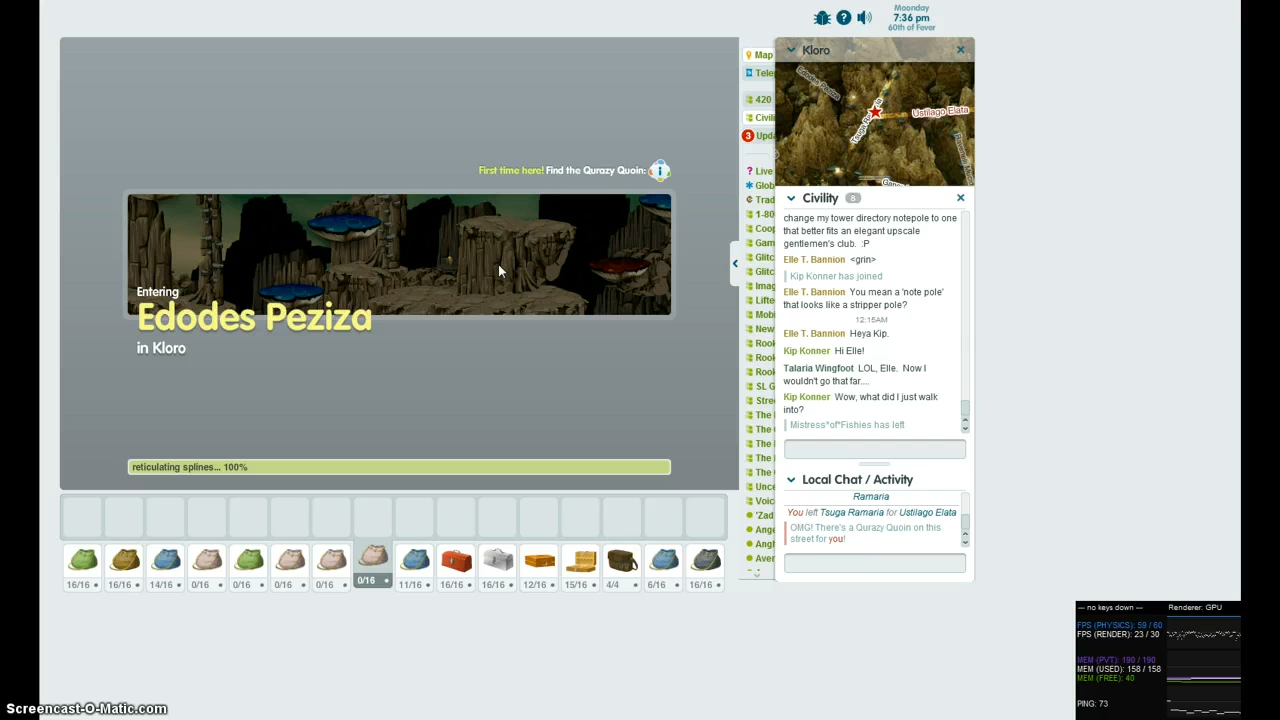 Moonday
7:36 pm
60th of Fever
First time here! Find the Qurazy Quoin:
Entering
Edodes Peziza
in Kloro
reticulating splines... 100%
16/16
16/16
14/16
0/16
0/16
0/16
0/16
0/16
11/16
16/16
16/16
12/16
15/16
4/4
6/16
16/16
Map
Tele
420
Civili
3 Upda
Live
Glob
Trad
1-80
Coop
Gam
Glitc
Glitc
Imag
Lifte
Mobi
New
Rook
Rook
Rook
SL G
Stree
The
The
The
The
The
Unce
Voic
'Zad
Ange
Angl
Aver
Kloro
Edodes Peziza
Tsuga Ra
Ustilago Elata
Civility 8
change my tower directory notepole to one
that better fits an elegant upscale
gentlemen's club. :P
Elle T. Bannion <grin>
Kip Konner has joined
Elle T. Bannion You mean a 'note pole'
that looks like a stripper pole?
12:15AM
Elle T. Bannion Heya Kip.
Kip Konner Hi Elle!
Talaria Wingfoot LOL, Elle. Now I
wouldn't go that far....
Kip Konner Wow, what did I just walk
into?
Mistress*of*Fishies has left
Local Chat / Activity
Ramaria
You left Tsuga Ramaria for Ustilago Elata
OMG! There's a Qurazy Quoin on this
street for you!
— no keys down —
Renderer: GPU
FPS (PHYSICS): 59 / 60
FPS (RENDER): 23 / 30
MEM (PVT): 190 / 190
MEM (USED): 158 / 158
MEM (FREE): 40
PING: 73
Screencast-O-Matic.com